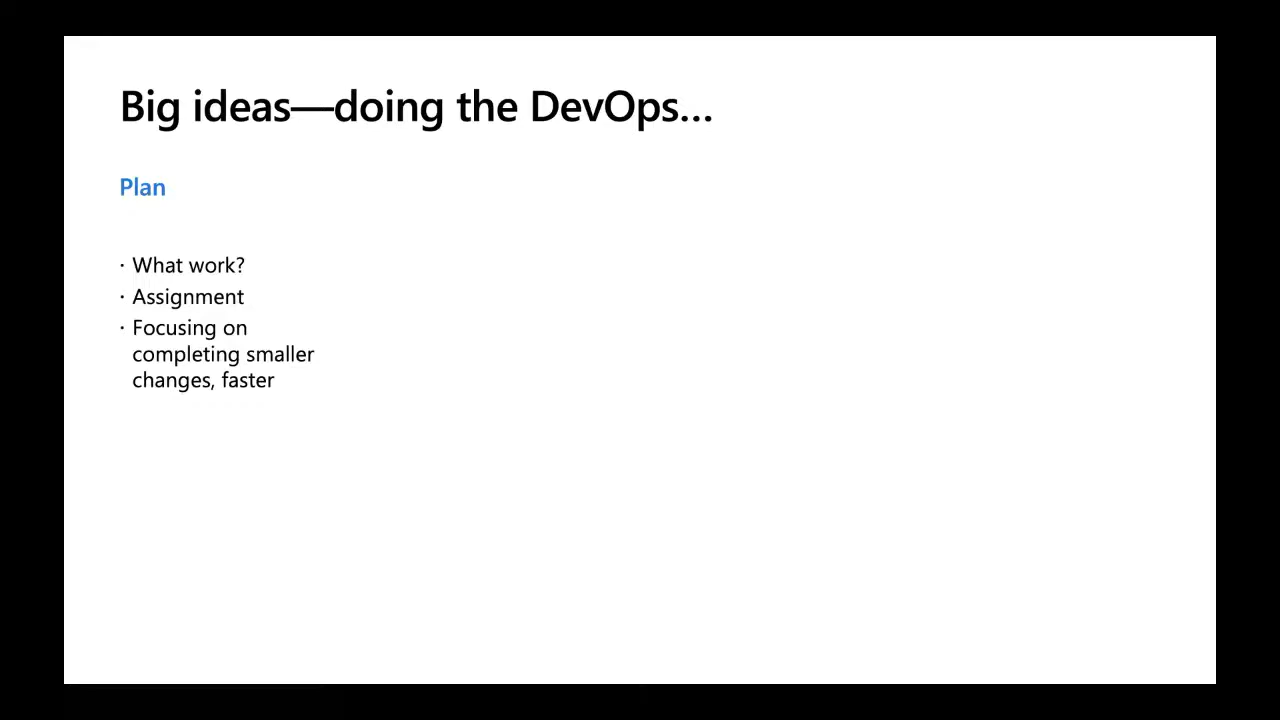 Big ideas—doing the DevOps...
Plan
· What work?
· Assignment
· Focusing on
completing smaller
changes, faster